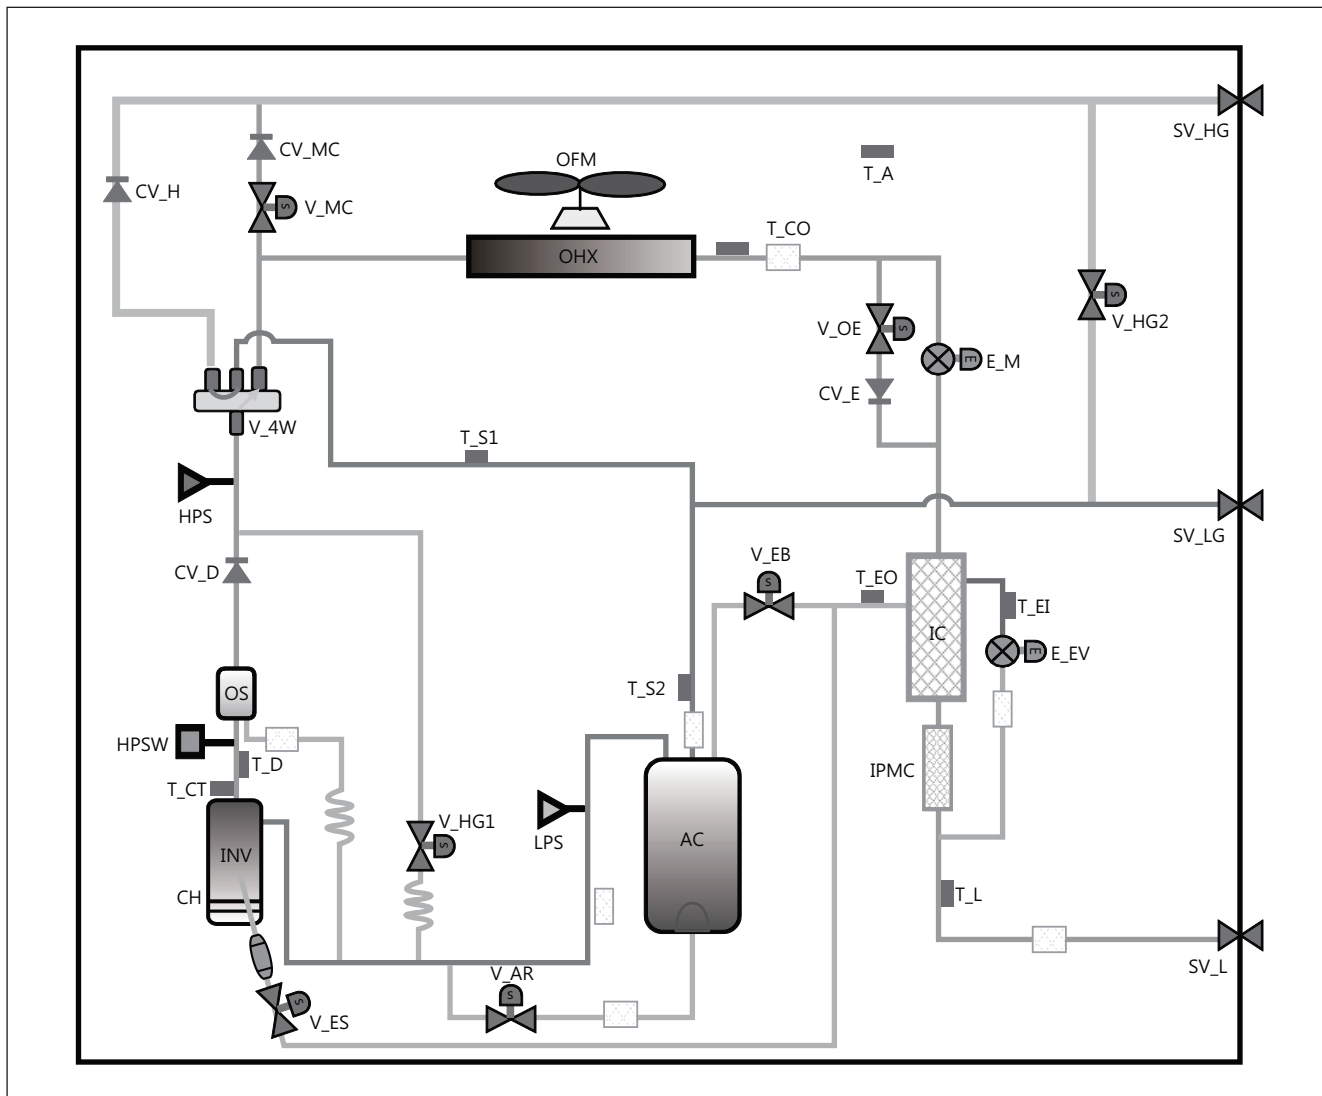 SV_HG
CV_MC
OFM
T_A
CV_H
V_MC
T_CO
OHX
S
S
V_HG2
V_OE
S
E
E_M
CV_E
V_4W
T_S1
HPS
SV_LG
V_EB
CV_D
S
T_EO
T_EI
IC
E
E_EV
OS
T_S2
HPSW
T_D
IPMC
T_CT
V_HG1
S
LPS
AC
INV
CH
T_L
SV_L
V_AR
S
S
V_ES